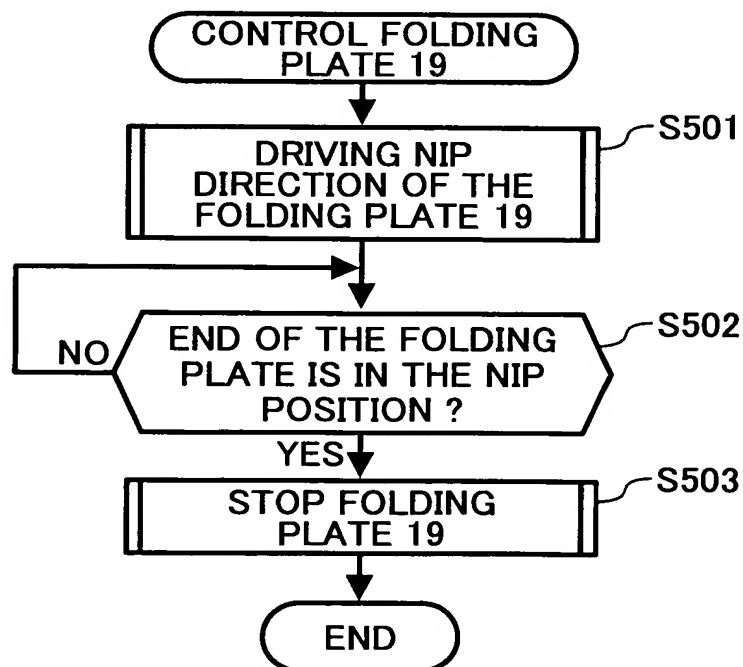 CONTROL FOLDING
PLATE 19
S501
DRIVING NIP
DIRECTION OF THE
FOLDING PLATE 19
S502
END OF THE FOLDING
PLATE IS IN THE NIP
POSITION ?
NO
YES
S503
STOP FOLDING
PLATE 19
END